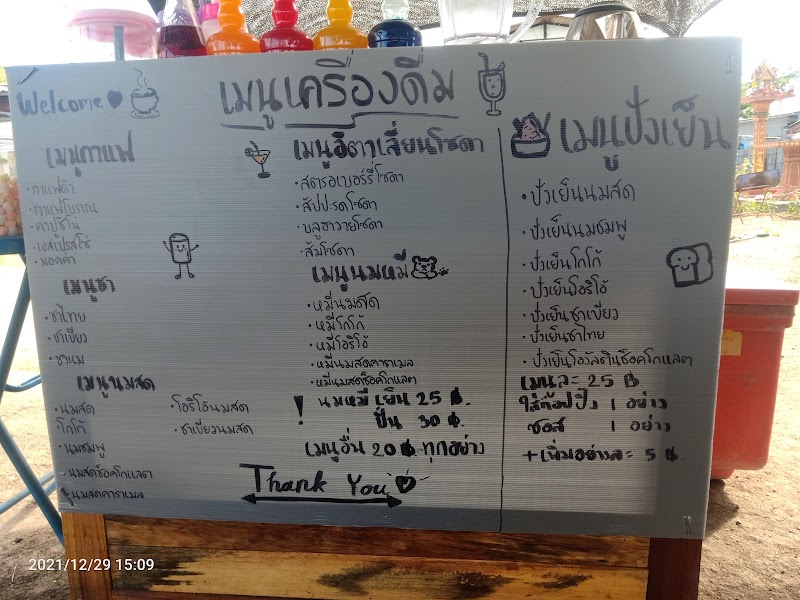 Welcome
เมนูเครื่องดื่ม
เมนูกาแฟ
กาแฟดำ
กาแฟโบราณ
คาปูชิโน่
เอสเปรสโซ่
มอคค่า
เมนูชา
ชาไทย
ชาเขียว
ชาแม
เมนูนมสด
นมสด
โกโก้
นมชมพู
นมสดช็อคโกแลต
นมสดคาราเมล
โอริโอ้นมสด
ชาเขียวนมสด
เมนูอิตาเลี่ยนโซดา
สตรอเบอร์รี่โซดา
สัปปะรดโซดา
บลูฮาวายโซดา
ส้มโซดา
เมนูนมหมี
หมีนมสด
หมีโกโก้
หมีโอริโอ้
หมีนมสดคาราเมล
หมีนมสดช็อคโกแลต
! นมหมี เย็น 25 ฿.
ปั่น 30 ฿.
เมนูอื่น 20 ฿ ทุกอย่าง
Thank You
เมนูปังเย็น
ปังเย็นนมสด
ปังเย็นนมชมพู
ปังเย็นโกโก้
ปังเย็นโอริโอ้
ปังเย็นชาเขียว
ปังเย็นชาไทย
ปังเย็นโอวัลตินช็อคโกแลต
เมนูละ 25 ฿
ใส่ท็อปปิ้ง 1 อย่าง
ซอส 1 อย่าง
+ เพิ่มอย่างละ 5 ฿.
2021/12/29 15:09